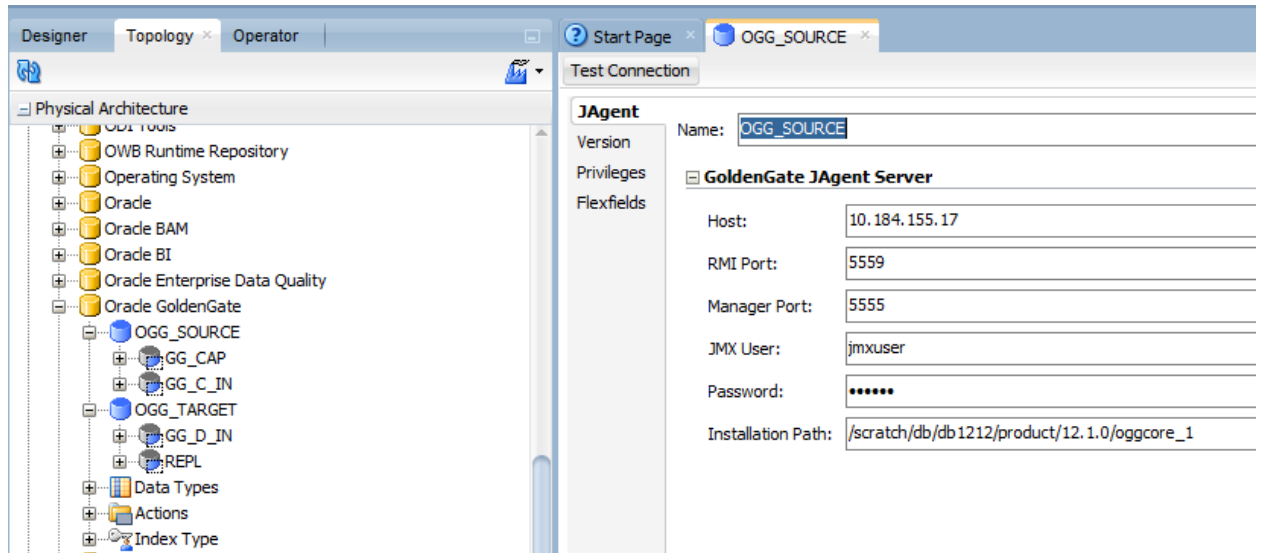 Designer
Topology
Operator
Physical Architecture
ODI Tools
OWB Runtime Repository
Operating System
Oracle
Oracle BAM
Oracle BI
Oracle Enterprise Data Quality
Oracle GoldenGate
OGG_SOURCE
GG_CAP
GG_C_IN
OGG_TARGET
GG_D_IN
REPL
Data Types
Actions
Index Type
Start Page
OGG_SOURCE
Test Connection
JAgent
Version
Privileges
Flexfields
Name: OGG_SOURCE
GoldenGate JAgent Server
Host: 10.184.155.17
RMI Port: 5559
Manager Port: 5555
JMX User: jmxuser
Password: ••••••
Installation Path: /scratch/db/db1212/product/12.1.0/oggcore_1